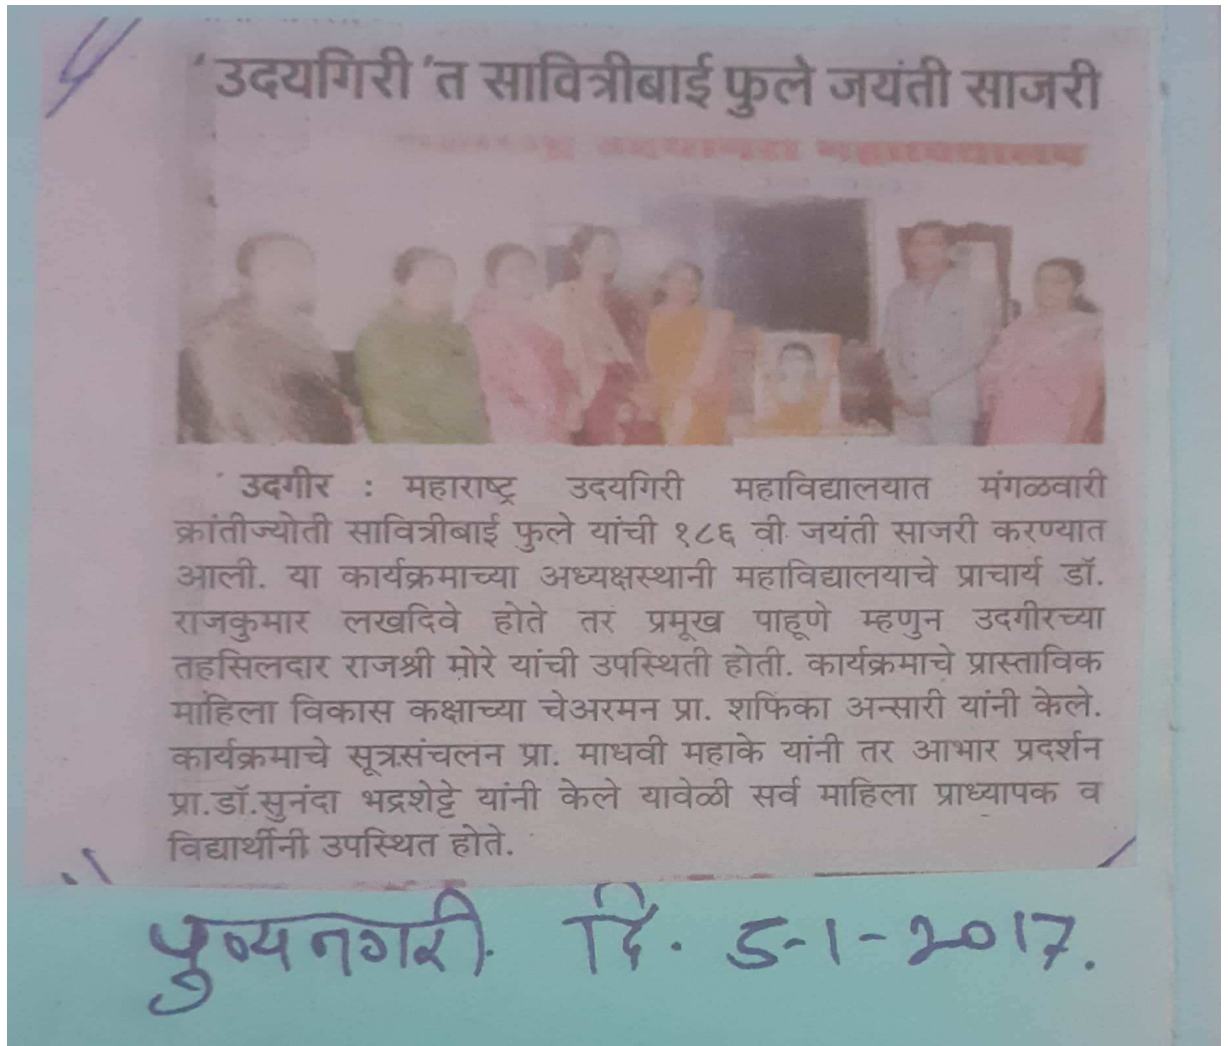 'उदयगिरी'त सावित्रीबाई फुले जयंती साजरी
उदगीर : महाराष्ट्र उदयगिरी महाविद्यालयात मंगळवारी
क्रांतीज्योती सावित्रीबाई फुले यांची १८६ वी जयंती साजरी करण्यात
आली. या कार्यक्रमाच्या अध्यक्षस्थानी महाविद्यालयाचे प्राचार्य डॉ.
राजकुमार लखदिवे होते तर प्रमूख पाहूणे म्हणुन उदगीरच्या
तहसिलदार राजश्री मोरे यांची उपस्थिती होती. कार्यक्रमाचे प्रास्ताविक
माहिला विकास कक्षाच्या चेअरमन प्रा. शफिका अन्सारी यांनी केले.
कार्यक्रमाचे सूत्रसंचलन प्रा. माधवी महाके यांनी तर आभार प्रदर्शन
प्रा.डॉ.सुनंदा भद्रशेट्टे यांनी केले यावेळी सर्व माहिला प्राध्यापक व
विद्यार्थीनी उपस्थित होते.
पुण्यनगरी. दि. 5-1-2017.